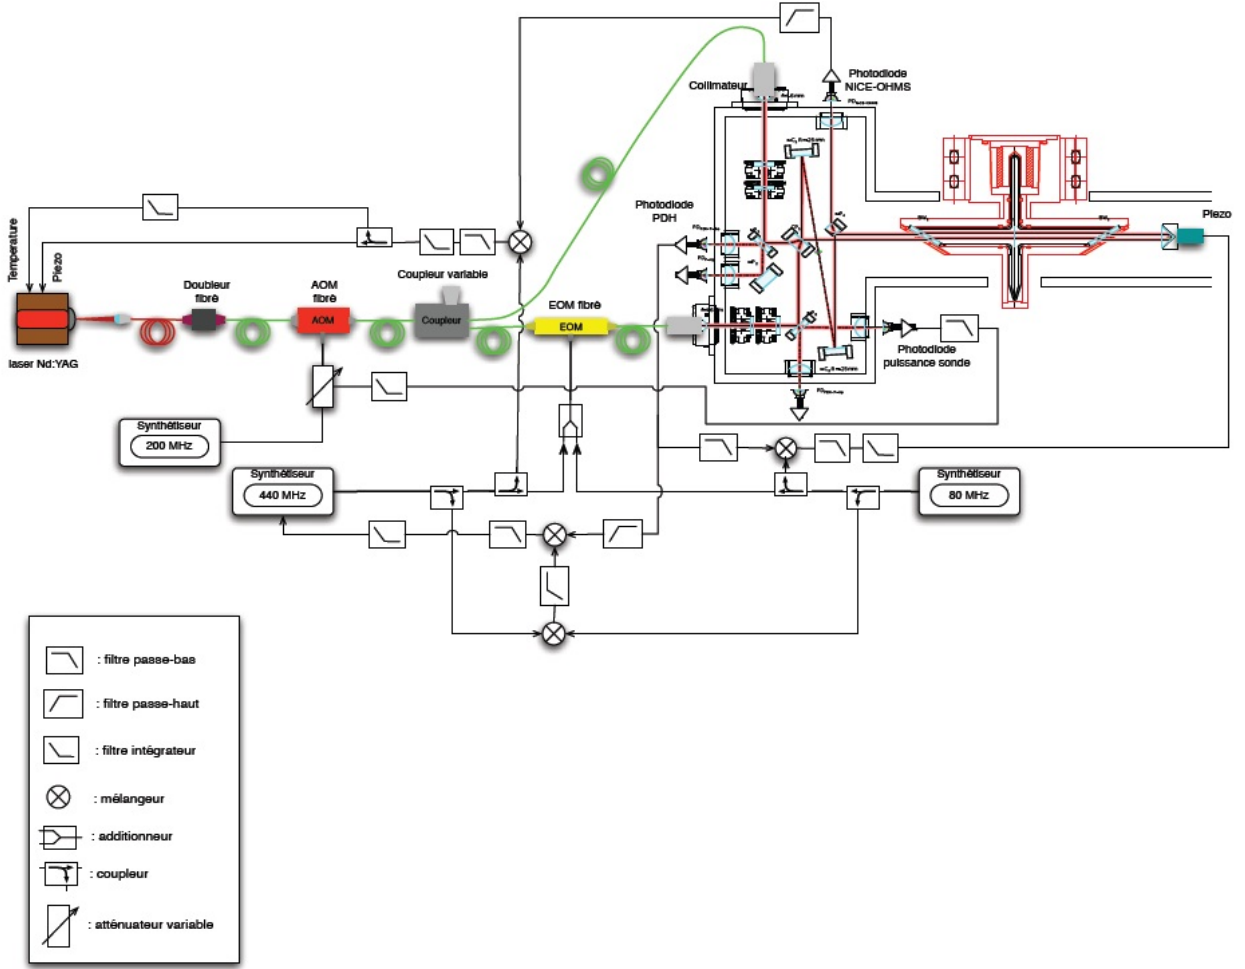 Photodiode
NICE-OHMS
Collimateur
Photodiode
PDH
Piezo
Temperature
Piezo
Coupleur variable
Doubleur
fibré
AOM
fibré
EOM fibré
AOM
Coupleur
EOM
laser Nd:YAG
Photodiode
puissance sonde
Synthétiseur
200 MHz
Synthétiseur
440 MHz
Synthétiseur
80 MHz
: filtre passe-bas
: filtre passe-haut
: filtre intégrateur
: mélangeur
: additionneur
: coupleur
: atténuateur variable